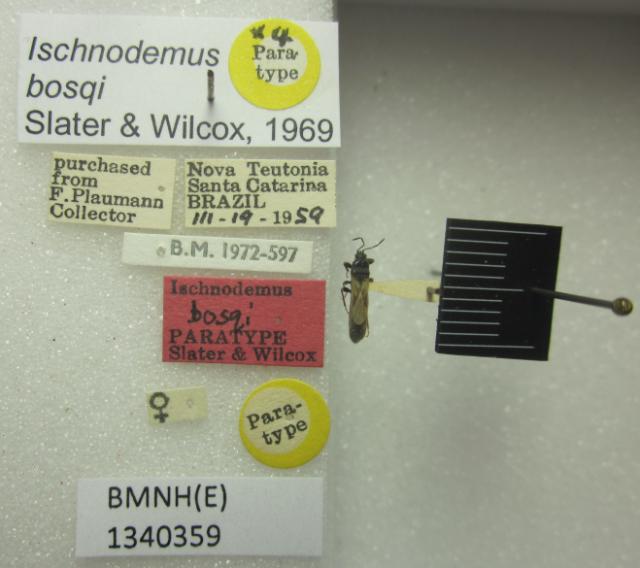 Ischnodemus
bosqi
Slater & Wilcox, 1969
*4
Para-
type
purchased
from
F.Plaumann
Collector
Nova Teutonia
Santa Catarina
BRAZIL
III-19-1959
B.M. 1972-597
Ischnodemus
bosqi
PARATYPE
Slater & Wilcox
♀
Para-
type
BMNH(E)
1340359